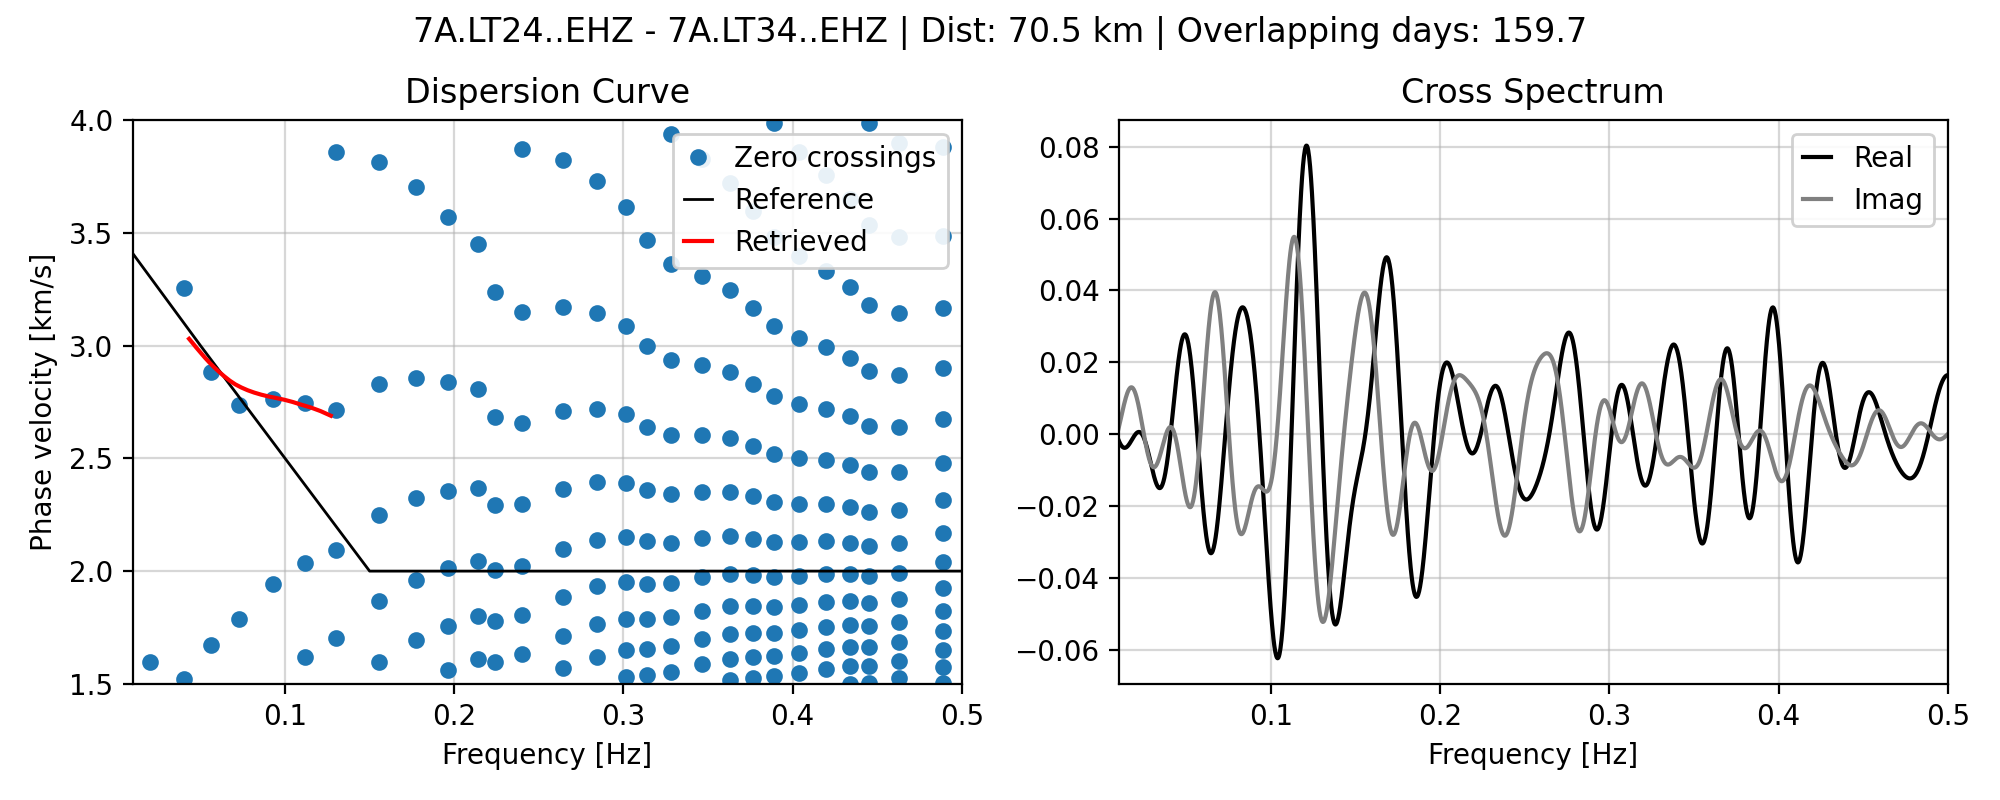 7A.LT24..EHZ - 7A.LT34..EHZ | Dist: 70.5 km | Overlapping days: 159.7
Dispersion Curve
Phase velocity [km/s]
4.0
3.5
3.0
2.5
2.0
1.5
0.1
0.2
0.3
0.4
0.5
Frequency [Hz]
Zero crossings
Reference
Retrieved
Cross Spectrum
0.08
0.06
0.04
0.02
0.00
−0.02
−0.04
−0.06
0.1
0.2
0.3
0.4
0.5
Frequency [Hz]
Real
Imag